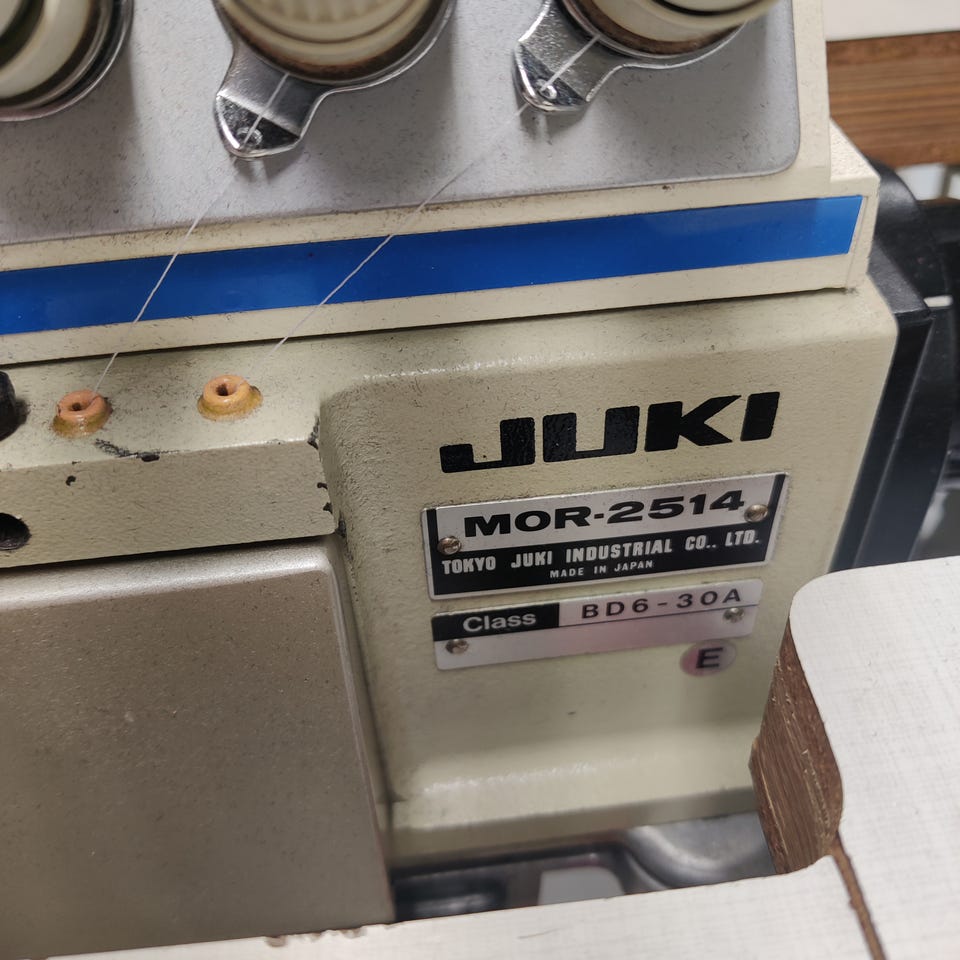 JUKI
MOR-2514
TOKYO JUKI INDUSTRIAL CO., LTD.
MADE IN JAPAN
Class BD6-30A
E